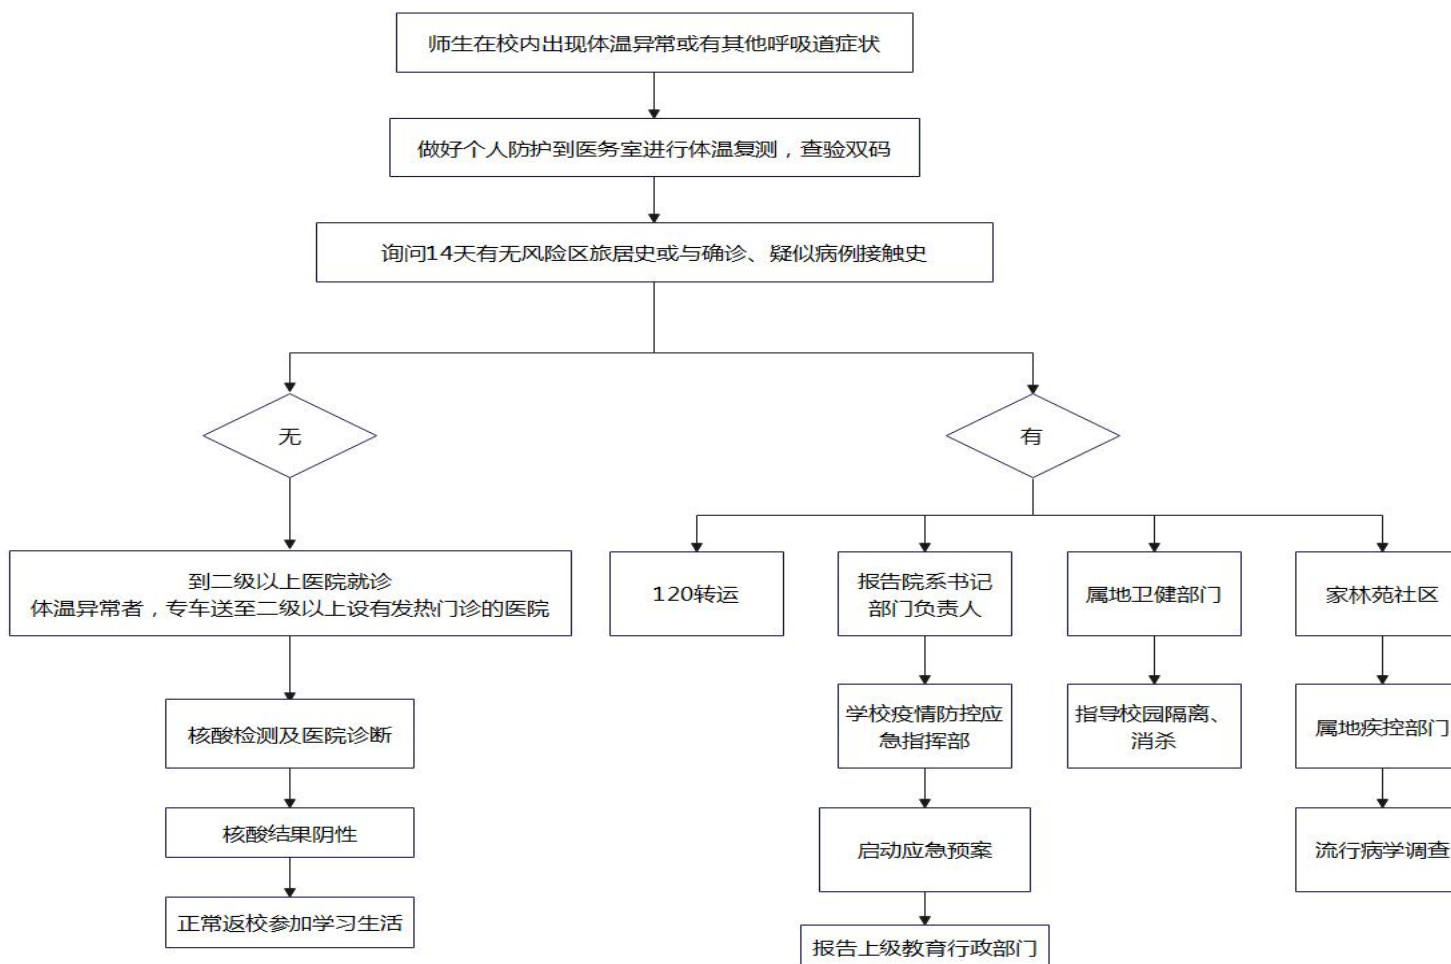 师生在校内出现体温异常或有其他呼吸道症状
做好个人防护到医务室进行体温复测，查验双码
询问14天有无风险区旅居史或与确诊、疑似病例接触史
无
有
到二级以上医院就诊
体温异常者，专车送至二级以上设有发热门诊的医院
120转运
报告院系书记
部门负责人
属地卫健部门
家林苑社区
核酸检测及医院诊断
学校疫情防控应
急指挥部
指导校园隔离、
消杀
属地疾控部门
核酸结果阴性
启动应急预案
流行病学调查
正常返校参加学习生活
报告上级教育行政部门